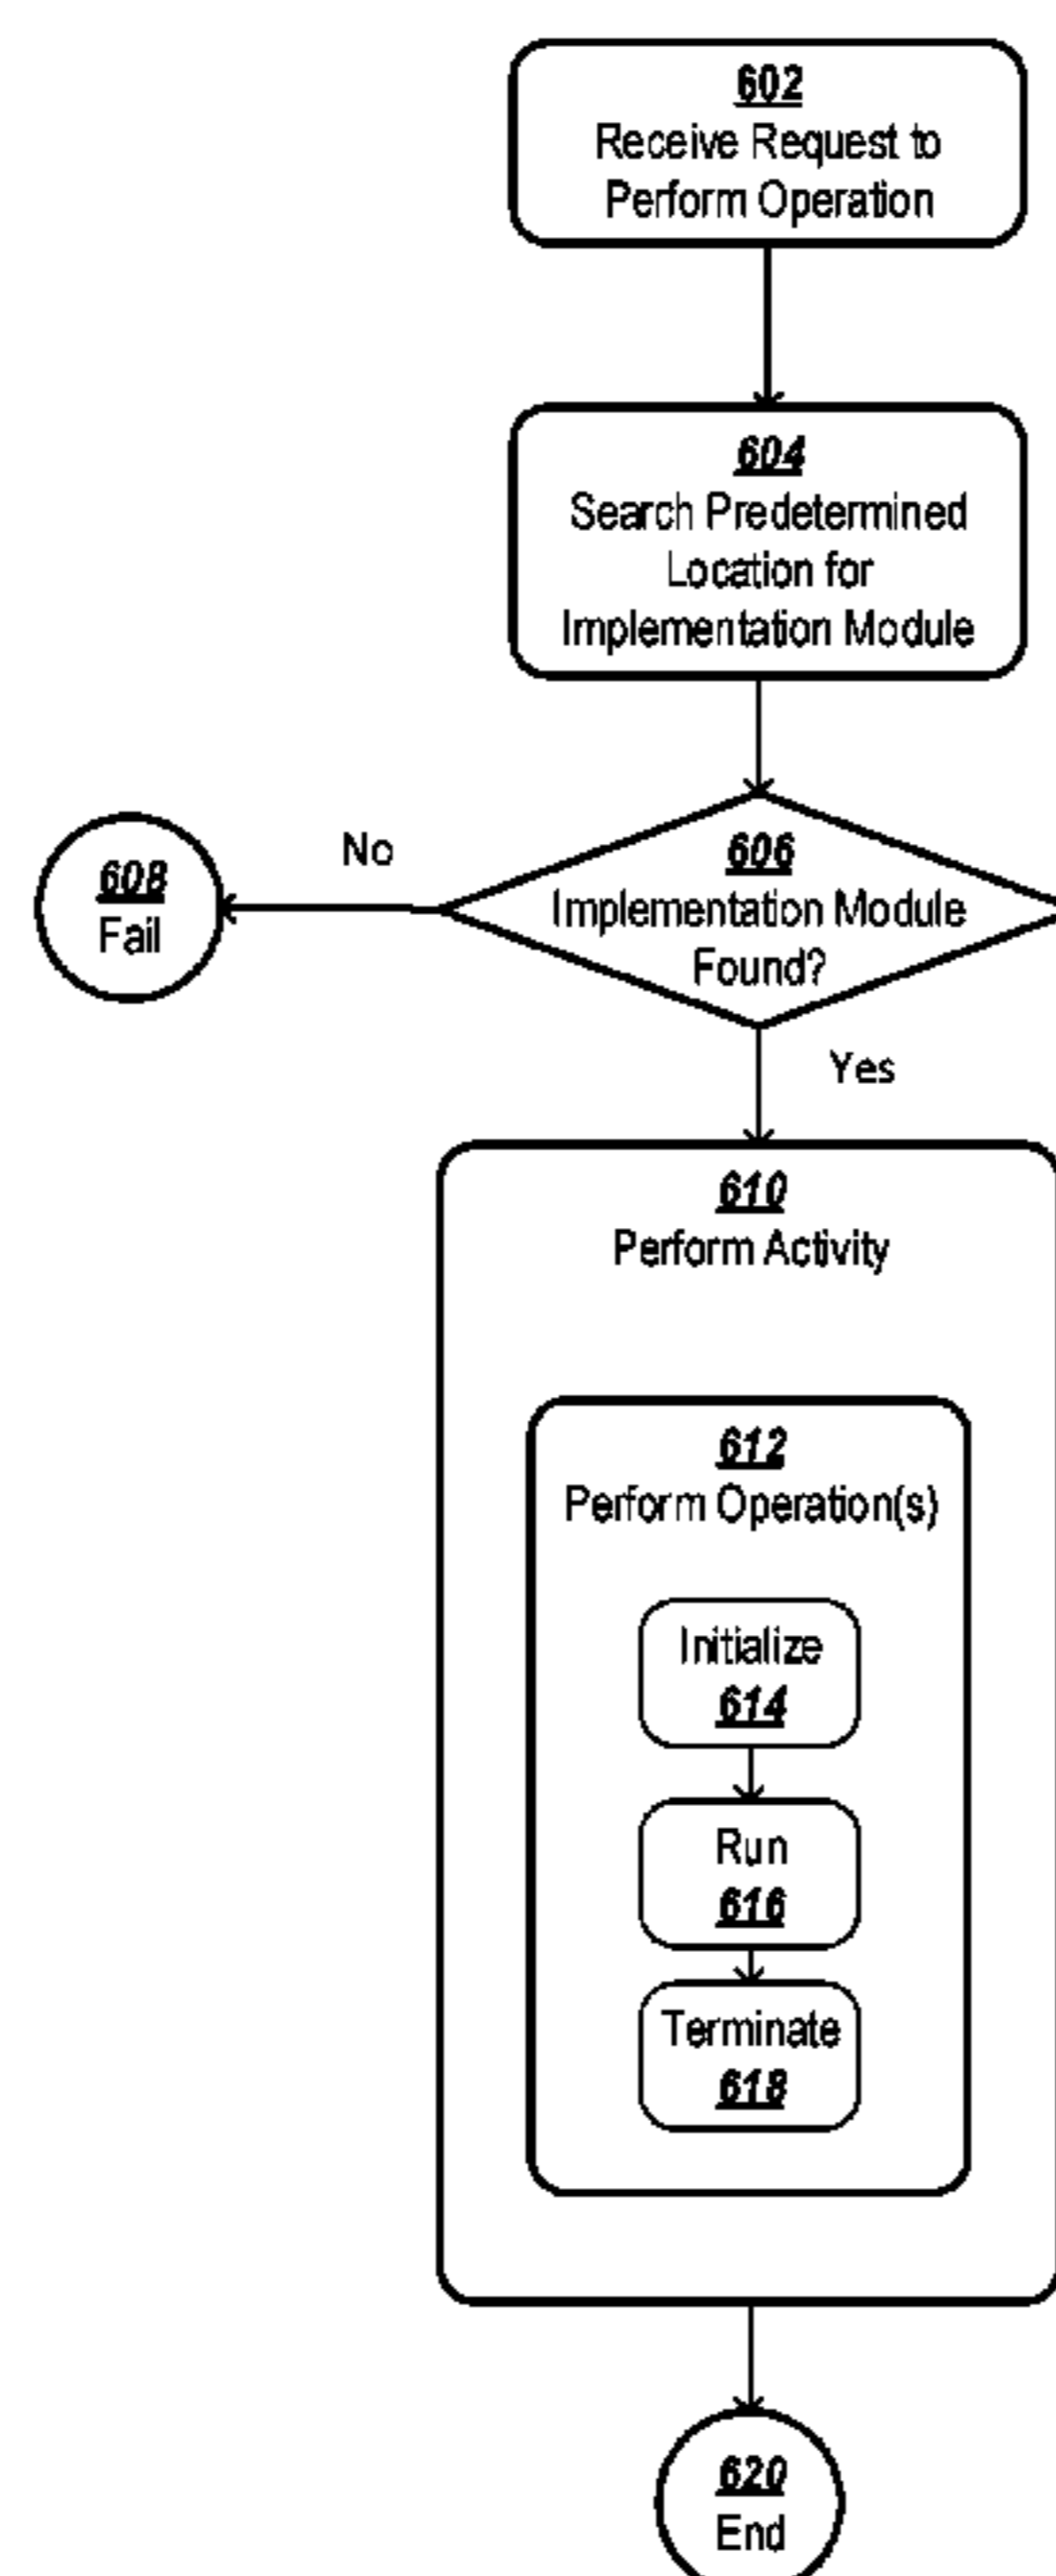 602
Receive Request to
Perform Operation
604
Search Predetermined
Location for
Implementation Module
606
Implementation Module
Found?
No
608
Fail
Yes
610
Perform Activity
612
Perform Operation(s)
Initialize
614
Run
616
Terminate
618
620
End